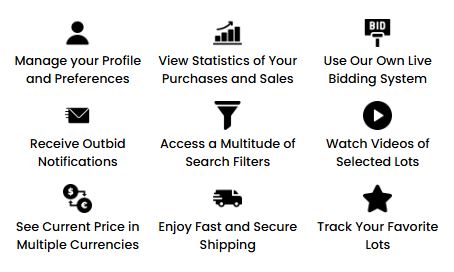 BID
Manage your Profile
and Preferences
View Statistics of Your
Purchases and Sales
Use Our Own Live
Bidding System
Receive Outbid
Notifications
Access a Multitude of
Search Filters
Watch Videos of
Selected Lots
$
€
See Current Price in
Multiple Currencies
Enjoy Fast and Secure
Shipping
Track Your Favorite
Lots